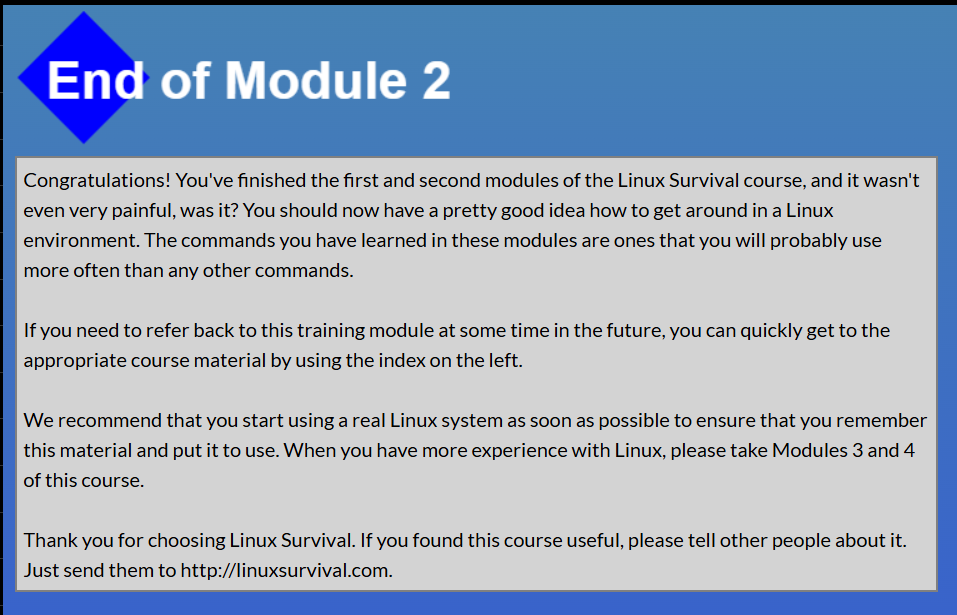 End of Module 2
Congratulations! You've finished the first and second modules of the Linux Survival course, and it wasn't
even very painful, was it? You should now have a pretty good idea how to get around in a Linux
environment. The commands you have learned in these modules are ones that you will probably use
more often than any other commands.
If you need to refer back to this training module at some time in the future, you can quickly get to the
appropriate course material by using the index on the left.
We recommend that you start using a real Linux system as soon as possible to ensure that you remember
this material and put it to use. When you have more experience with Linux, please take Modules 3 and 4
of this course.
Thank you for choosing Linux Survival. If you found this course useful, please tell other people about it.
Just send them to http://linuxsurvival.com.